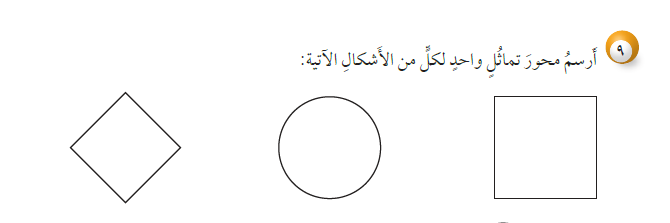 ٩
أَرسمُ محورَ تماثُلٍ واحدٍ لكلٍّ من الأَشكالِ الآتية: